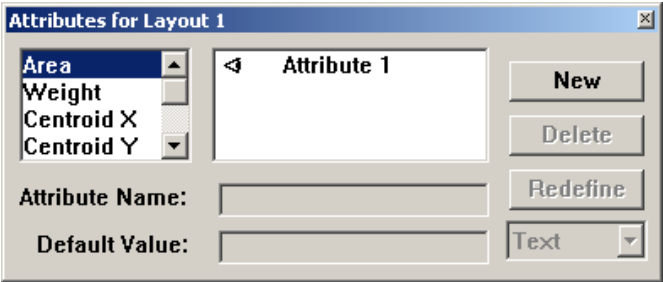 Attributes for Layout 1
Area
Weight
Centroid X
Centroid Y
Attribute 1
New
Delete
Redefine
Attribute Name:
Default Value:
Text